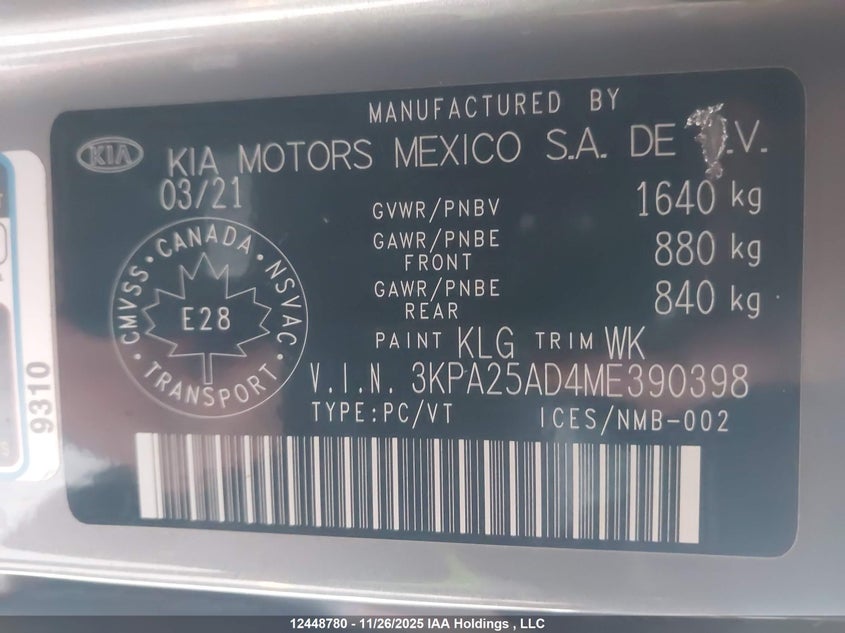 MANUFACTURED BY
KIA
KIA MOTORS MEXICO S.A. DE .V.
03/21
GVWR/PNBV 1640 kg
GAWR/PNBE FRONT 880 kg
GAWR/PNBE REAR 840 kg
CMVSS • CANADA • NSVAC • TRANSPORT •
E28
PAINT KLG TRIM WK
V.I.N. 3KPA25AD4ME390398
TYPE:PC/VT ICES/NMB-002
9310
12448780 - 11/26/2025 IAA Holdings , LLC